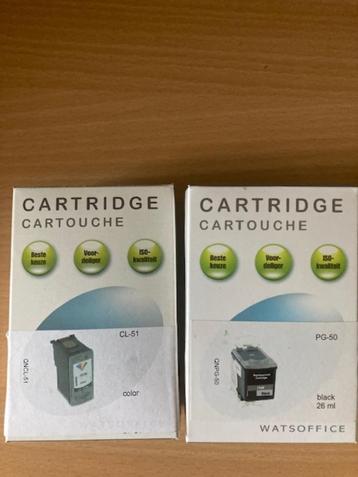 CARTRIDGE
CARTOUCHE
Beste
keuze
Voor-
deliger
ISO-
kwaliteit
CL-51
QNCL-51
color
CARTRIDGE
CARTOUCHE
Beste
keuze
Voor-
deliger
ISO-
kwaliteit
PG-50
QNPG-50
black
26 ml
WATSOFFICE